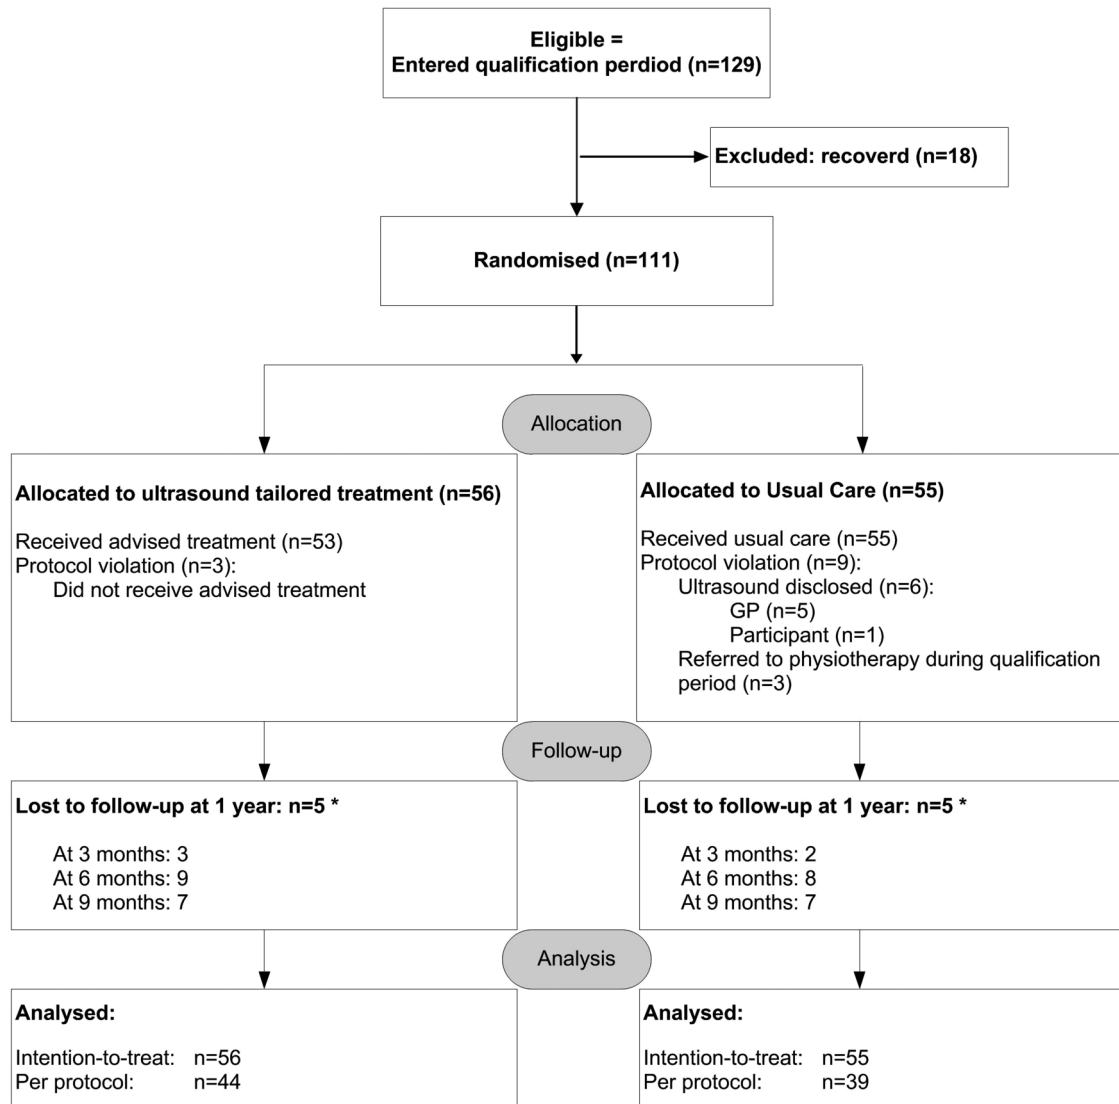 Eligible =
Entered qualification perdiod (n=129)
Excluded: recoverd (n=18)
Randomised (n=111)
Allocation
Allocated to ultrasound tailored treatment (n=56)
Received advised treatment (n=53)
Protocol violation (n=3):
Did not receive advised treatment
Allocated to Usual Care (n=55)
Received usual care (n=55)
Protocol violation (n=9):
Ultrasound disclosed (n=6):
GP (n=5)
Participant (n=1)
Referred to physiotherapy during qualification
period (n=3)
Follow-up
Lost to follow-up at 1 year: n=5 *
At 3 months: 3
At 6 months: 9
At 9 months: 7
Lost to follow-up at 1 year: n=5 *
At 3 months: 2
At 6 months: 8
At 9 months: 7
Analysis
Analysed:
Intention-to-treat: n=56
Per protocol: n=44
Analysed:
Intention-to-treat: n=55
Per protocol: n=39